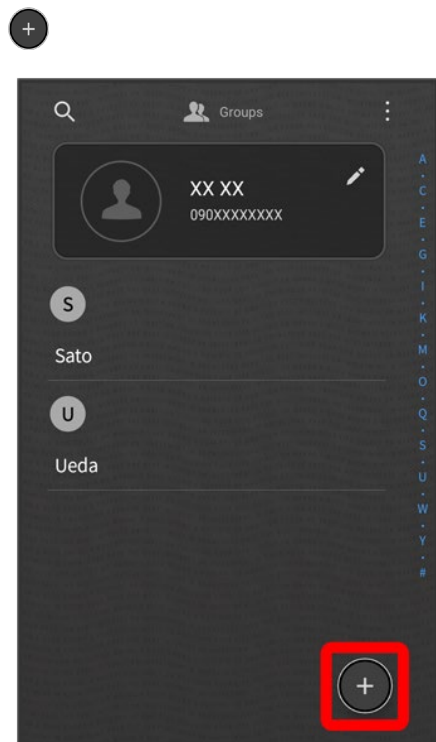 +
Groups
XX XX
090XXXXXXXX
S
Sato
U
Ueda
A
•
C
•
E
•
G
•
I
•
K
•
M
•
O
•
Q
•
S
•
U
•
W
•
Y
•
#
+